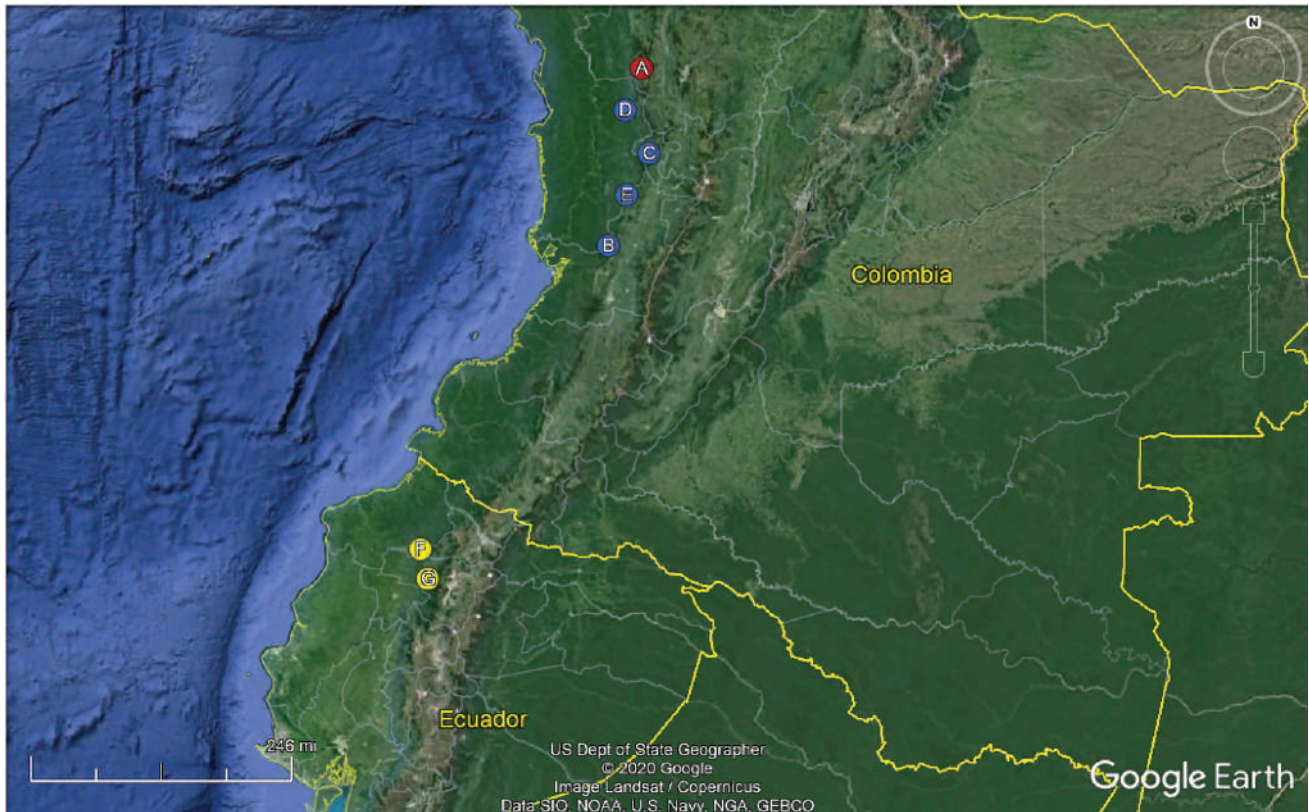 N
A
D
C
E
B
Colombia
F
G
Ecuador
246 mi
US Dept of State Geographer
© 2020 Google
Image Landsat / Copernicus
Data SIO, NOAA, U.S. Navy, NGA, GEBCO
Google Earth